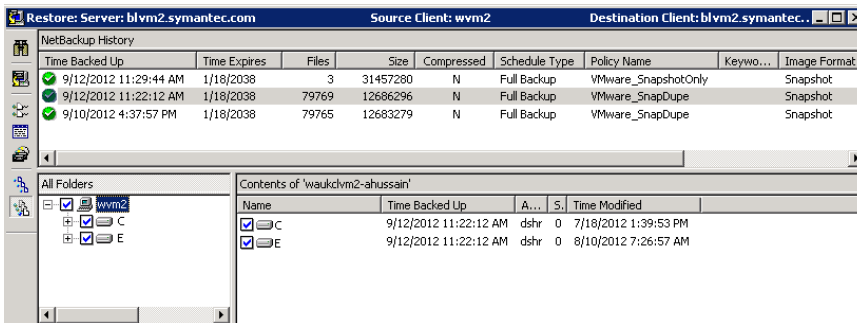 Restore: Server: blvm2.symantec.com Source Client: wvm2 Destination Client: blvm2.symantec..
NetBackup History
Time Backed Up Time Expires Files Size Compressed Schedule Type Policy Name Keywo... Image Format
9/12/2012 11:29:44 AM 1/18/2038 3 31457280 N Full Backup VMware_SnapshotOnly Snapshot
9/12/2012 11:22:12 AM 1/18/2038 79769 12686296 N Full Backup VMware_SnapDupe Snapshot
9/10/2012 4:37:57 PM 1/18/2038 79765 12683279 N Full Backup VMware_SnapDupe Snapshot
All Folders Contents of 'waukclvm2-ahussain'
wvm2 Name Time Backed Up A... S. Time Modified
C C 9/12/2012 11:22:12 AM dshr 0 7/18/2012 1:39:53 PM
E E 9/12/2012 11:22:12 AM dshr 0 8/10/2012 7:26:57 AM